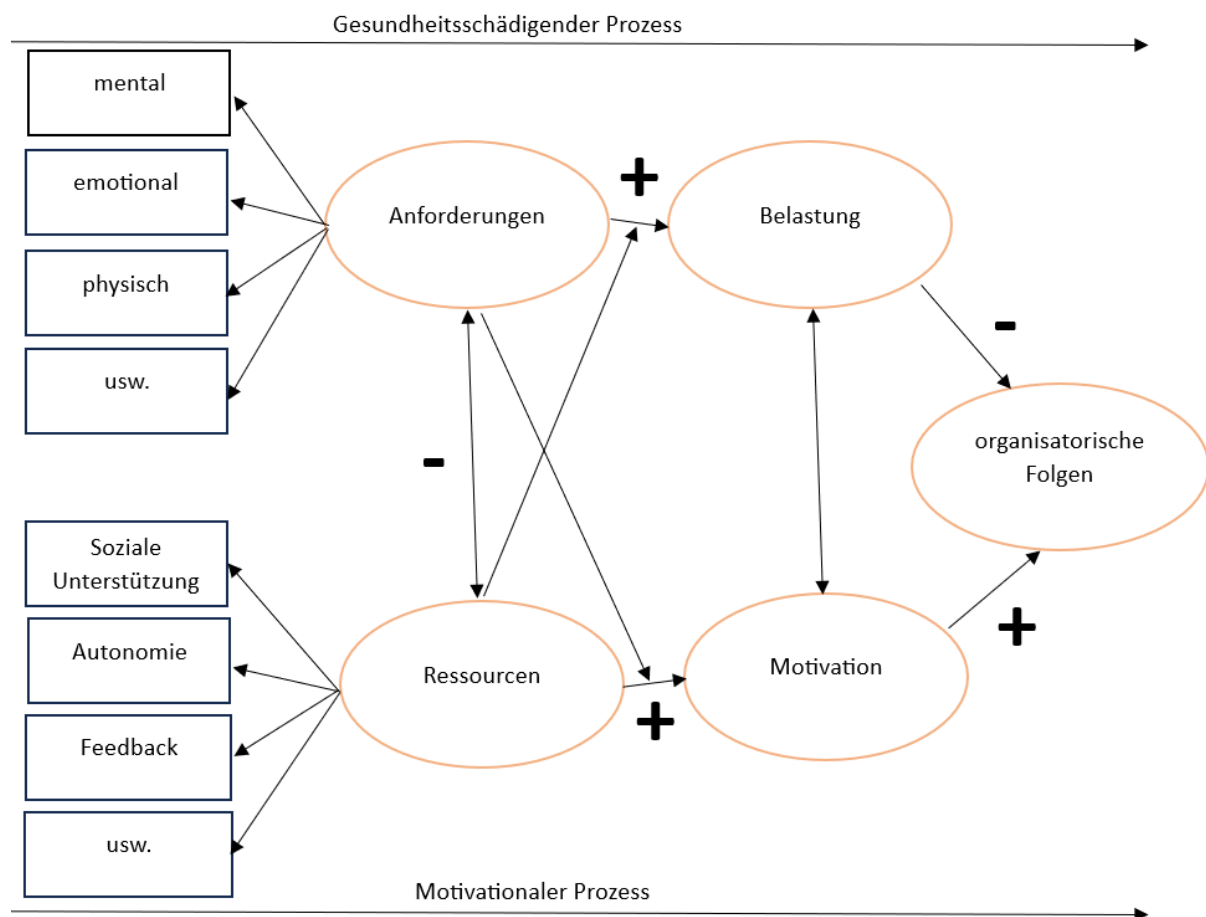 Gesundheitsschädigender Prozess
mental
emotional
physisch
usw.
Anforderungen
+
Belastung
-
-
organisatorische
Folgen
Soziale
Unterstützung
Autonomie
Feedback
usw.
Ressourcen
+
Motivation
+
Motivationaler Prozess